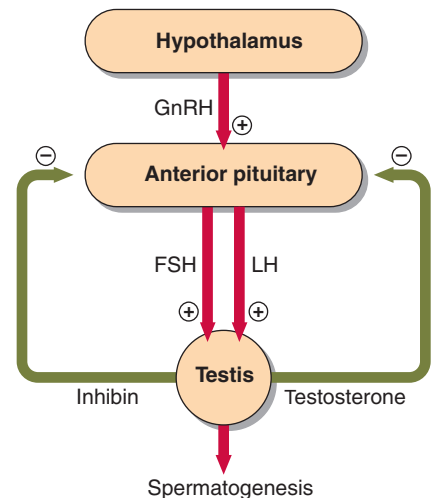 Hypothalamus
GnRH
+
− −
Anterior pituitary
FSH LH
+ +
Testis
Inhibin Testosterone
Spermatogenesis